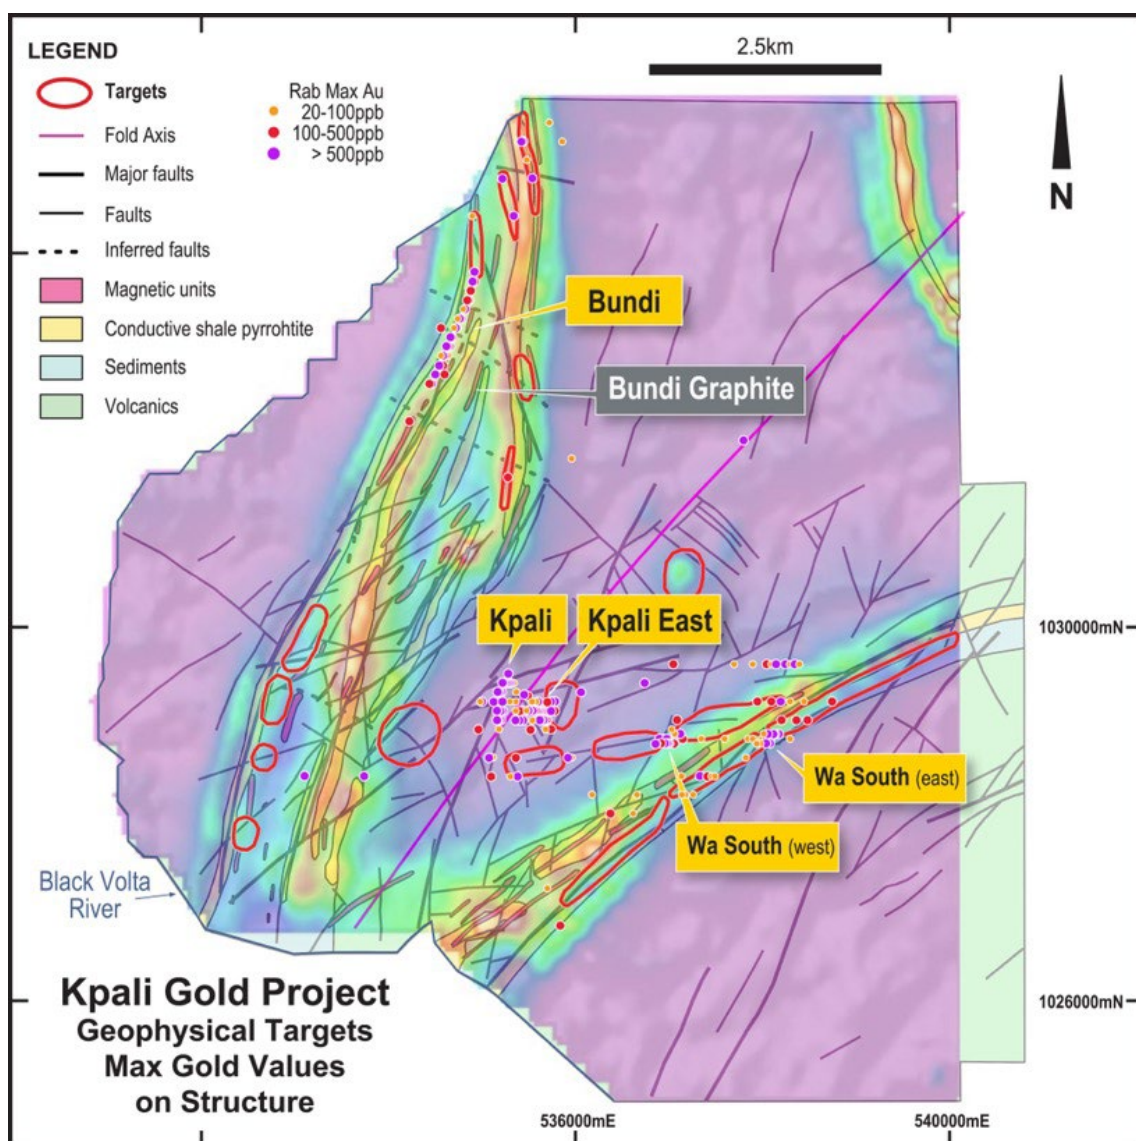 LEGEND
Targets
Fold Axis
Major faults
Faults
Inferred faults
Magnetic units
Conductive shale pyrrohtite
Sediments
Volcanics
Rab Max Au
20-100ppb
100-500ppb
> 500ppb
2.5km
N
Bundi
Bundi Graphite
Kpali
Kpali East
1030000mN
Wa South (east)
Wa South (west)
Black Volta
River
Kpali Gold Project
Geophysical Targets
Max Gold Values
on Structure
1026000mN
536000mE
540000mE